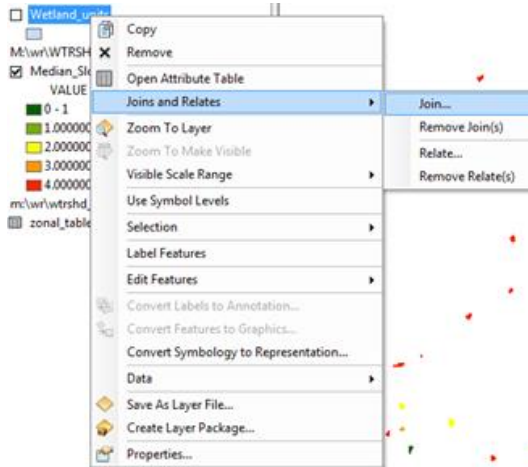 Wetland_units
M:\wr\WTRSH
Median_Sl
VALUE
0 - 1
1.000000
2.000000
3.000000
4.000000
m:\wr\wtrshd_
zonal_table
Copy
Remove
Open Attribute Table
Joins and Relates
Zoom To Layer
Zoom To Make Visible
Visible Scale Range
Use Symbol Levels
Selection
Label Features
Edit Features
Convert Labels to Annotation...
Convert Features to Graphics...
Convert Symbology to Representation...
Data
Save As Layer File...
Create Layer Package...
Properties...
Join...
Remove Join(s)
Relate...
Remove Relate(s)